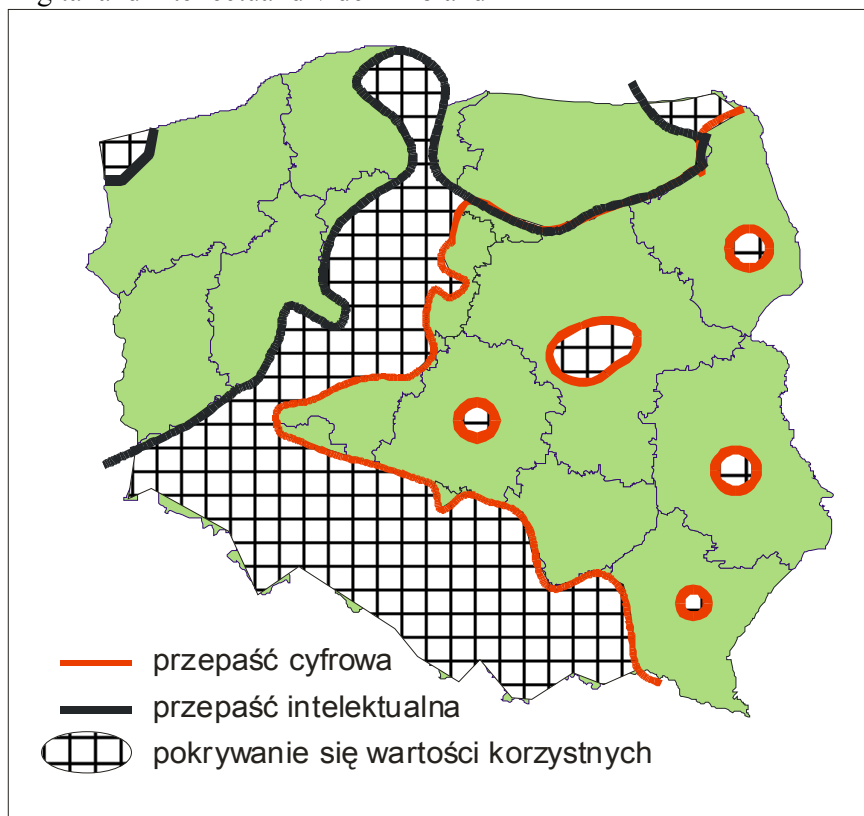 przepaść cyfrowa
przepaść intelektualna
pokrywanie się wartości korzystnych